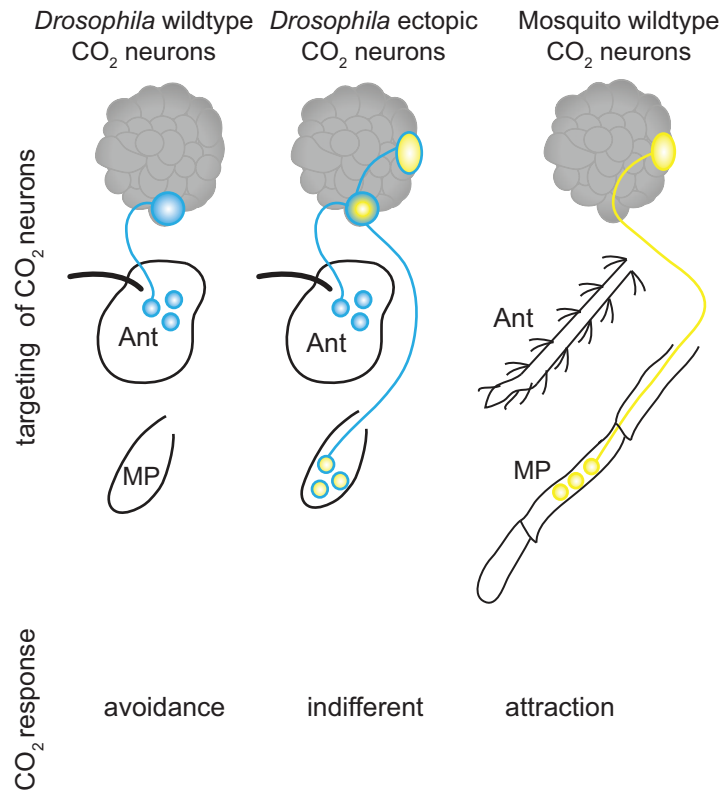 Drosophila wildtype
CO₂ neurons
Drosophila ectopic
CO₂ neurons
Mosquito wildtype
CO₂ neurons
targeting of CO₂ neurons
Ant
MP
Ant
Ant
MP
CO₂ response
avoidance
indifferent
attraction